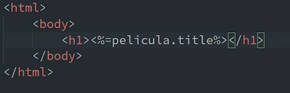 <html>
<body>
<h1><%=pelicula.title%></h1>
</body>
</html>